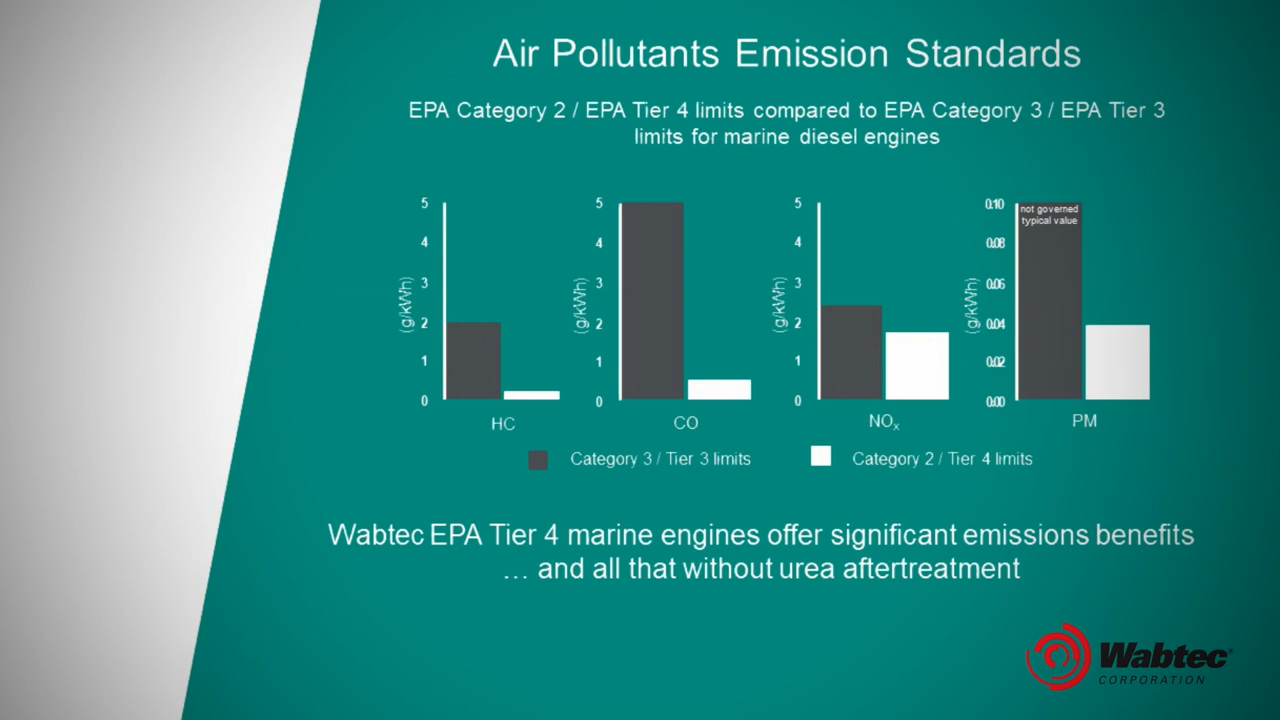 Air Pollutants Emission Standards
EPA Category 2 / EPA Tier 4 limits compared to EPA Category 3 / EPA Tier 3
limits for marine diesel engines
5
4
3
2
1
0
(g/kWh)
HC
5
4
3
2
1
0
(g/kWh)
CO
5
4
3
2
1
0
(g/kWh)
NOx
0.10
0.08
0.06
0.04
0.02
0.00
(g/kWh)
not governed
typical value
PM
Category 3 / Tier 3 limits
Category 2 / Tier 4 limits
Wabtec EPA Tier 4 marine engines offer significant emissions benefits
… and all that without urea aftertreatment
Wabtec®
CORPORATION